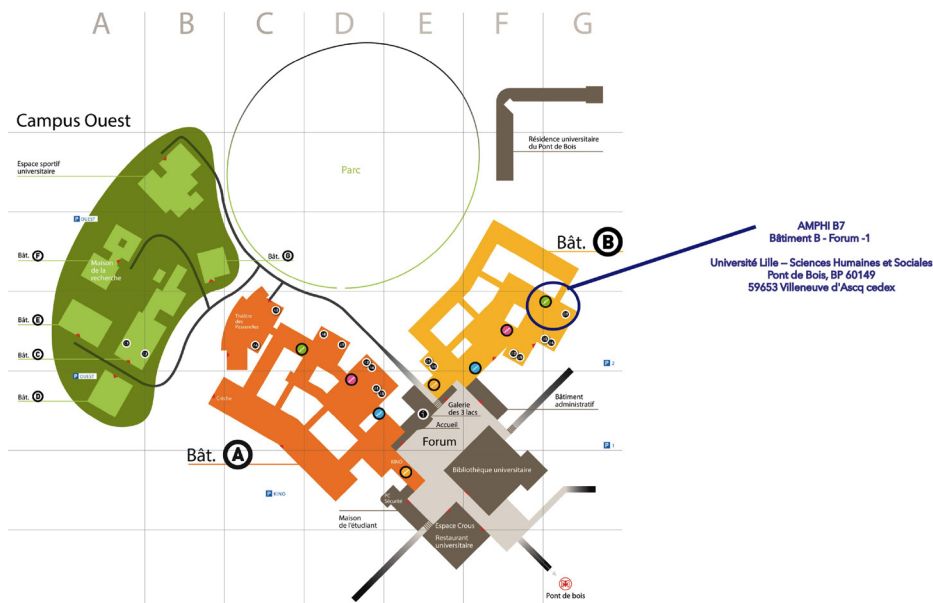 A B C D E F G
Campus Ouest
Résidence universitaire
du Pont de Bois
Espace sportif
universitaire
Parc
P OUEST
AMPHI B7
Bâtiment B - Forum -1
Université Lille – Sciences Humaines et Sociales
Pont de Bois, BP 60149
59653 Villeneuve d'Ascq cedex
Bât. B
Bât. F
Bât. G
Maison
de la
recherche
Théâtre
des
Passerelles
Bât. E
Bât. C
P 2
P OUEST
Bât. D
Crèche
Galerie
des 3 lacs
Bâtiment
administratif
Accueil
Forum
P 1
Bât. A
KINO
Bibliothèque universitaire
P KINO
PC
Sécurité
Maison
de l'étudiant
Espace Crous
Restaurant
universitaire
Pont de bois